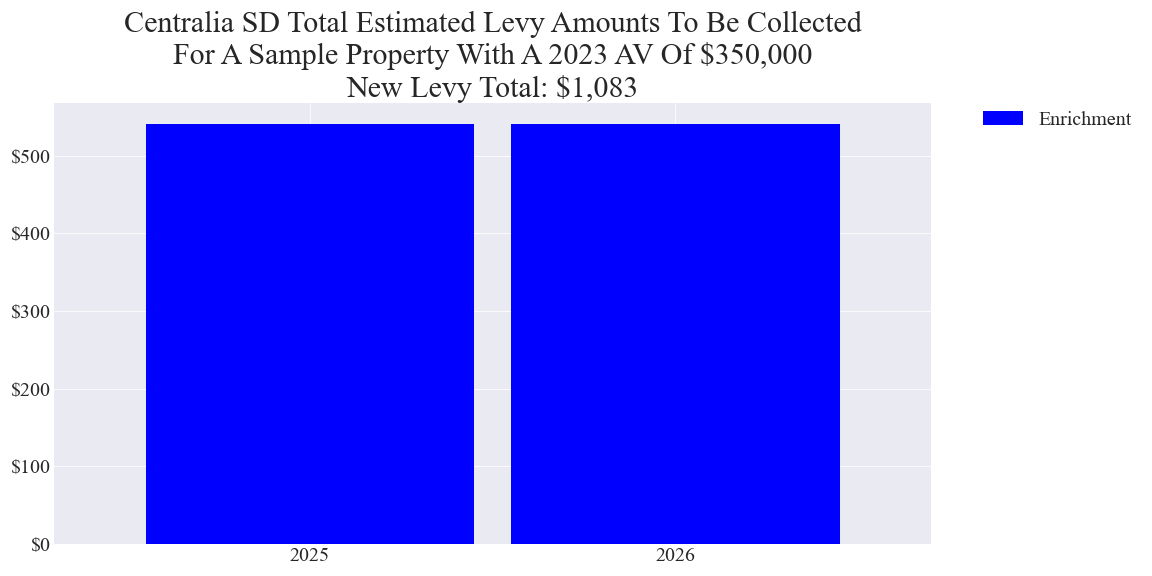 Centralia SD Total Estimated Levy Amounts To Be Collected
For A Sample Property With A 2023 AV Of $350,000
New Levy Total: $1,083
Enrichment
$500
$400
$300
$200
$100
$0
2025
2026